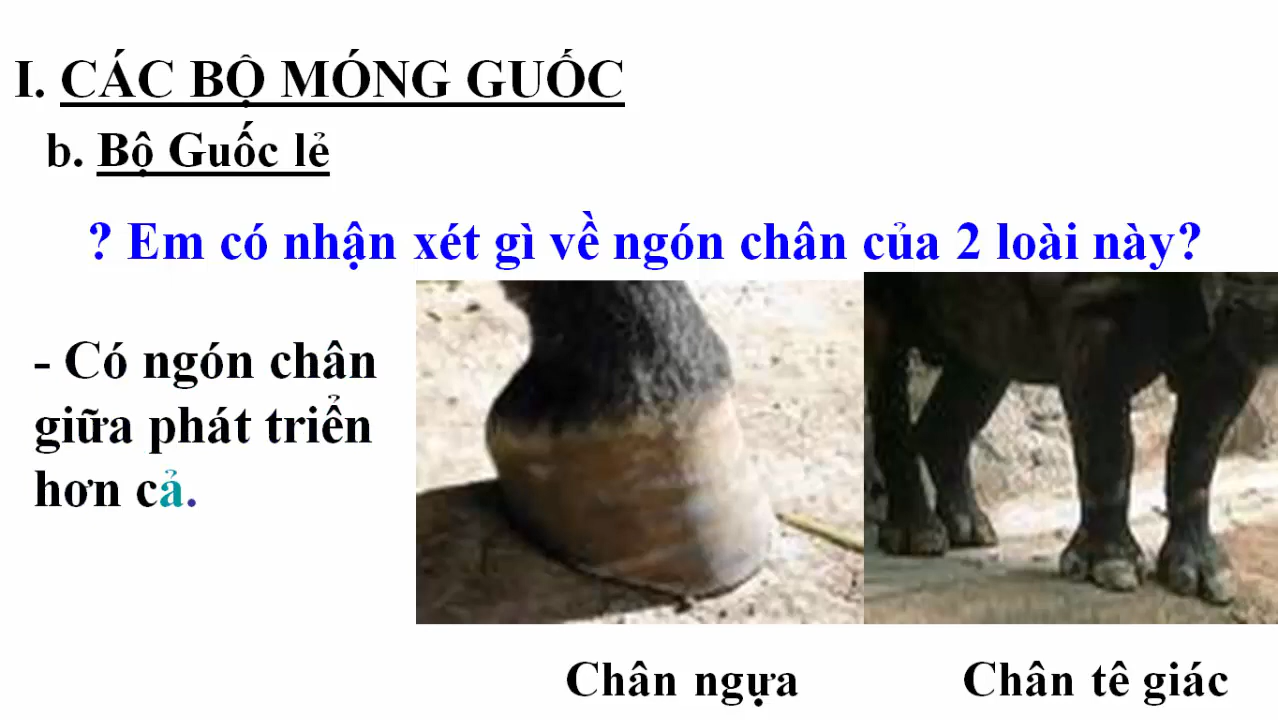 I. CÁC BỘ MÓNG GUỐC
b. Bộ Guốc lẻ
? Em có nhận xét gì về ngón chân của 2 loài này?
- Có ngón chân
giữa phát triển
hơn cả.
Chân ngựa
Chân tê giác